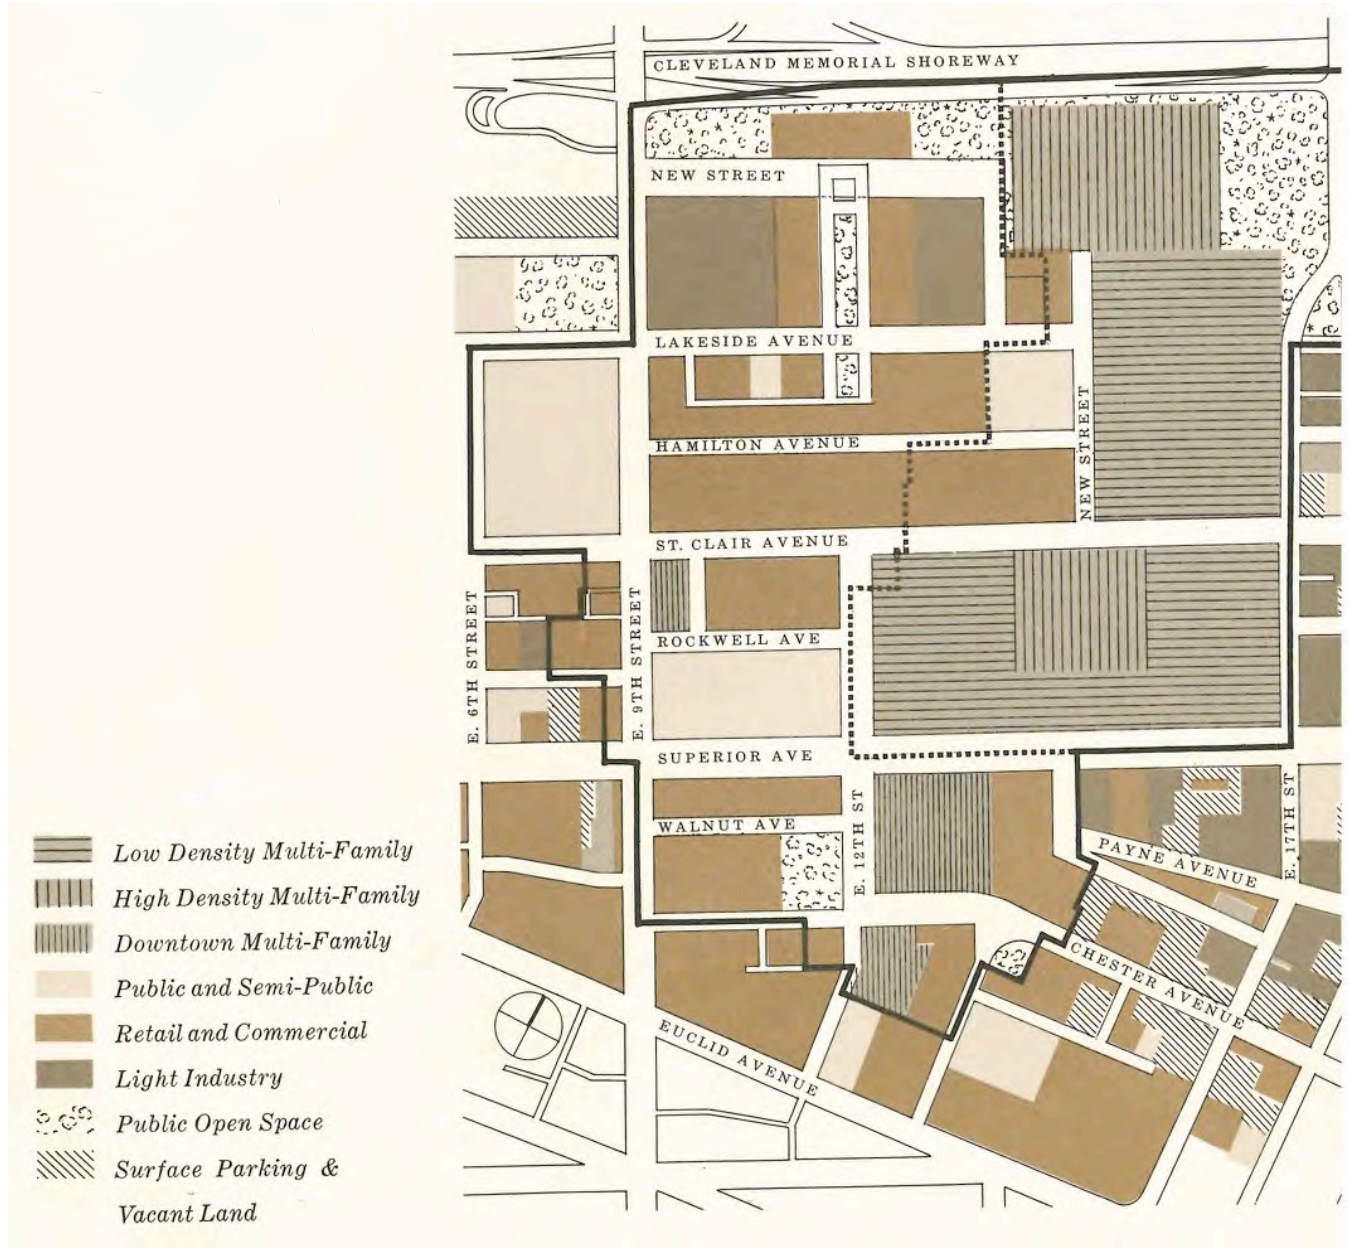 CLEVELAND MEMORIAL SHOREWAY
NEW STREET
LAKESIDE AVENUE
HAMILTON AVENUE
NEW STREET
ST. CLAIR AVENUE
E. 6TH STREET
E. 9TH STREET
ROCKWELL AVE
SUPERIOR AVE
WALNUT AVE
E. 12TH ST
E. 17TH ST
PAYNE AVENUE
CHESTER AVENUE
EUCLID AVENUE
Low Density Multi-Family
High Density Multi-Family
Downtown Multi-Family
Public and Semi-Public
Retail and Commercial
Light Industry
Public Open Space
Surface Parking &
Vacant Land